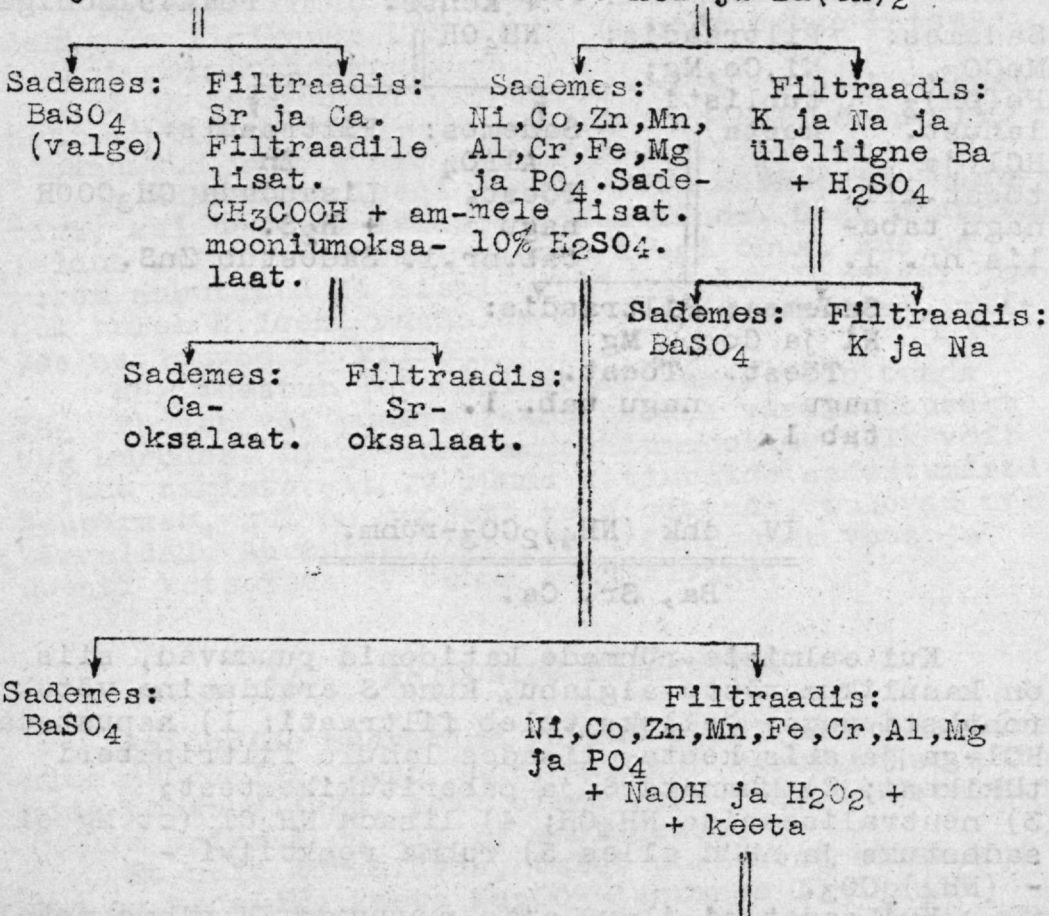 Sademes:
BaSO4
(valge)
Filtraadis:
Sr ja Ca.
Filtraadile
lisat.
CH3COOH + am-
mooniumoksa-
laat.
Sademes:
Ca-
oksalaat.
Filtraadis:
Sr-
oksalaat.
Sademes:
Ni,Co,Zn,Mn,
Al,Cr,Fe,Mg
ja PO4.Sade-
mele lisat.
10% H2SO4.
Filtraadis:
K ja Na ja
üleliigne Ba
+ H2SO4
Sademes:
BaSO4
Filtraadis:
K ja Na
Sademes:
BaSO4
Filtraadis:
Ni,Co,Zn,Mn,Fe,Cr,Al,Mg
ja PO4
+ NaOH ja H2O2 +
+ keeta